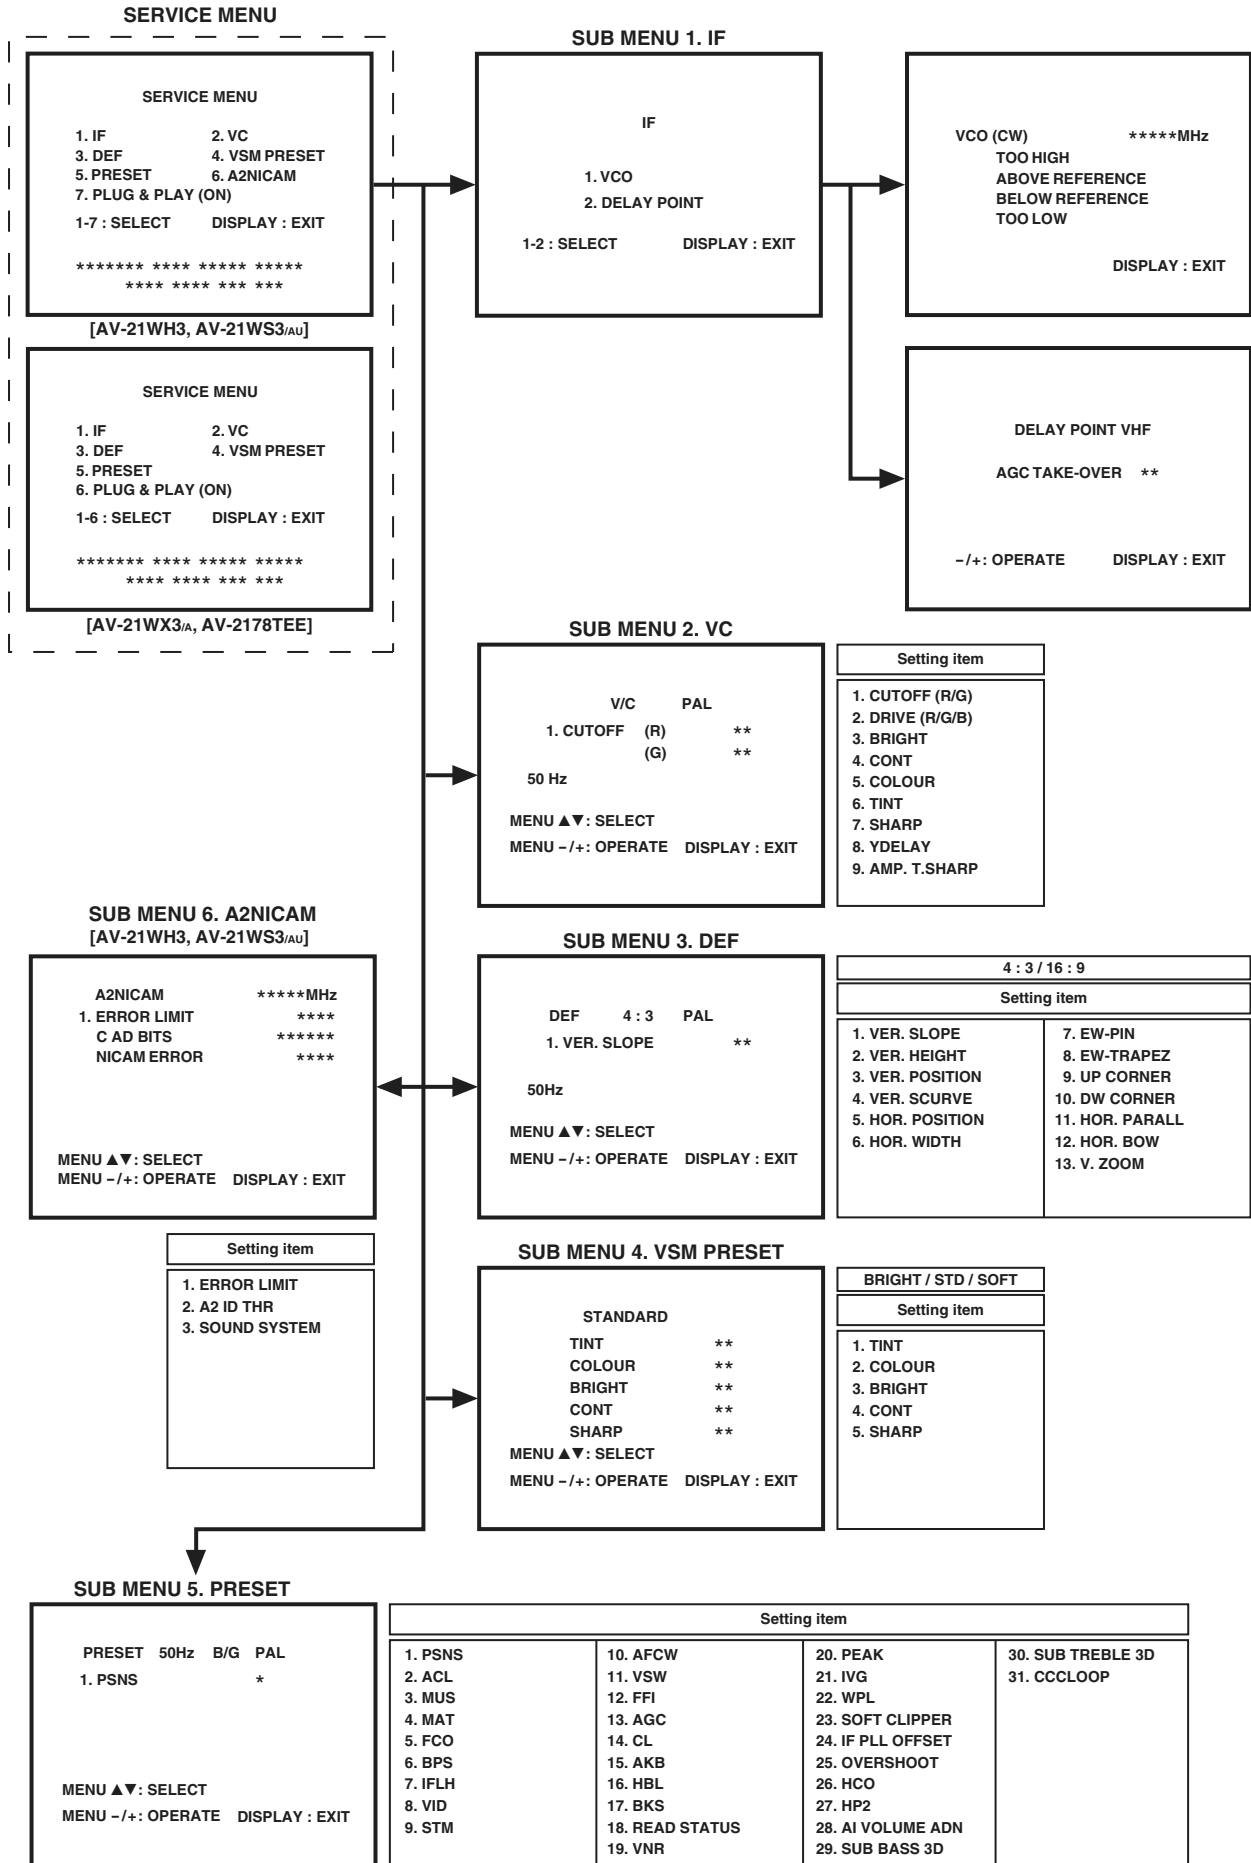 SERVICE MENU
SERVICE MENU
1. IF 2. VC
3. DEF 4. VSM PRESET
5. PRESET 6. A2NICAM
7. PLUG & PLAY (ON)
1-7 : SELECT DISPLAY : EXIT
******* **** ***** *****
**** **** *** ***
[AV-21WH3, AV-21WS3/AU]
SERVICE MENU
1. IF 2. VC
3. DEF 4. VSM PRESET
5. PRESET
6. PLUG & PLAY (ON)
1-6 : SELECT DISPLAY : EXIT
******* **** ***** *****
**** **** *** ***
[AV-21WX3/A, AV-2178TEE]
SUB MENU 1. IF
IF
1. VCO
2. DELAY POINT
1-2 : SELECT DISPLAY : EXIT
VCO (CW) *****MHz
TOO HIGH
ABOVE REFERENCE
BELOW REFERENCE
TOO LOW
DISPLAY : EXIT
DELAY POINT VHF
AGC TAKE-OVER **
–/+: OPERATE DISPLAY : EXIT
SUB MENU 2. VC
V/C PAL
1. CUTOFF (R) **
(G) **
50 Hz
MENU ▲▼: SELECT
MENU –/+: OPERATE DISPLAY : EXIT
Setting item
1. CUTOFF (R/G)
2. DRIVE (R/G/B)
3. BRIGHT
4. CONT
5. COLOUR
6. TINT
7. SHARP
8. YDELAY
9. AMP. T.SHARP
SUB MENU 6. A2NICAM
[AV-21WH3, AV-21WS3/AU]
A2NICAM *****MHz
1. ERROR LIMIT ****
C AD BITS ******
NICAM ERROR ****
MENU ▲▼: SELECT
MENU –/+: OPERATE DISPLAY : EXIT
Setting item
1. ERROR LIMIT
2. A2 ID THR
3. SOUND SYSTEM
SUB MENU 3. DEF
DEF 4 : 3 PAL
1. VER. SLOPE **
50Hz
MENU ▲▼: SELECT
MENU –/+: OPERATE DISPLAY : EXIT
4 : 3 / 16 : 9
Setting item
1. VER. SLOPE
2. VER. HEIGHT
3. VER. POSITION
4. VER. SCURVE
5. HOR. POSITION
6. HOR. WIDTH
7. EW-PIN
8. EW-TRAPEZ
9. UP CORNER
10. DW CORNER
11. HOR. PARALL
12. HOR. BOW
13. V. ZOOM
SUB MENU 4. VSM PRESET
STANDARD
TINT **
COLOUR **
BRIGHT **
CONT **
SHARP **
MENU ▲▼: SELECT
MENU –/+: OPERATE DISPLAY : EXIT
BRIGHT / STD / SOFT
Setting item
1. TINT
2. COLOUR
3. BRIGHT
4. CONT
5. SHARP
SUB MENU 5. PRESET
PRESET 50Hz B/G PAL
1. PSNS *
MENU ▲▼: SELECT
MENU –/+: OPERATE DISPLAY : EXIT
Setting item
1. PSNS
2. ACL
3. MUS
4. MAT
5. FCO
6. BPS
7. IFLH
8. VID
9. STM
10. AFCW
11. VSW
12. FFI
13. AGC
14. CL
15. AKB
16. HBL
17. BKS
18. READ STATUS
19. VNR
20. PEAK
21. IVG
22. WPL
23. SOFT CLIPPER
24. IF PLL OFFSET
25. OVERSHOOT
26. HCO
27. HP2
28. AI VOLUME ADN
29. SUB BASS 3D
30. SUB TREBLE 3D
31. CCCLOOP